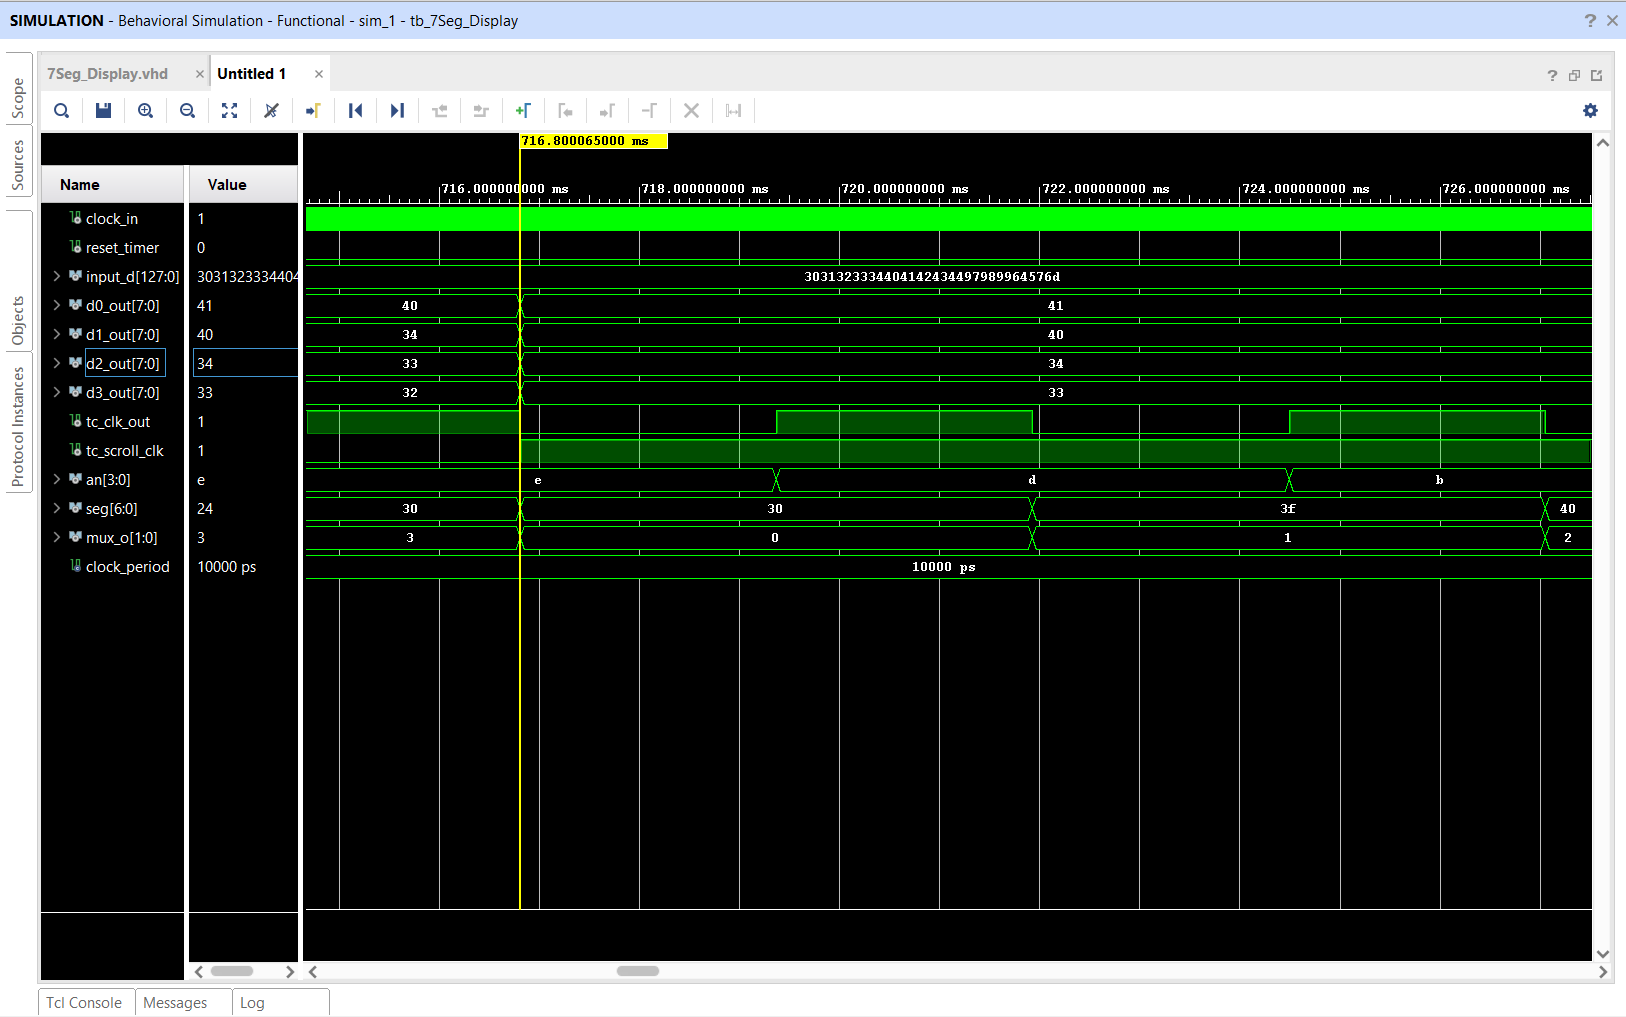 SIMULATION - Behavioral Simulation - Functional - sim_1 - tb_7Seg_Display
? ×
Scope
Sources
Objects
Protocol Instances
7Seg_Display.vhd ×
Untitled 1 ×
?
716.800065000 ms
716.000000000 ms 718.000000000 ms 720.000000000 ms 722.000000000 ms 724.000000000 ms 726.000000000 ms
Name Value
clock_in 1
reset_timer 0
input_d[127:0] 3031323334404 30313233344041424344497989964576d
d0_out[7:0] 41 40 41
d1_out[7:0] 40 34 40
d2_out[7:0] 34 33 34
d3_out[7:0] 33 32 33
tc_clk_out 1
tc_scroll_clk 1
an[3:0] e e d b
seg[6:0] 24 30 30 3f 40
mux_o[1:0] 3 3 0 1 2
clock_period 10000 ps 10000 ps
Tcl Console Messages Log